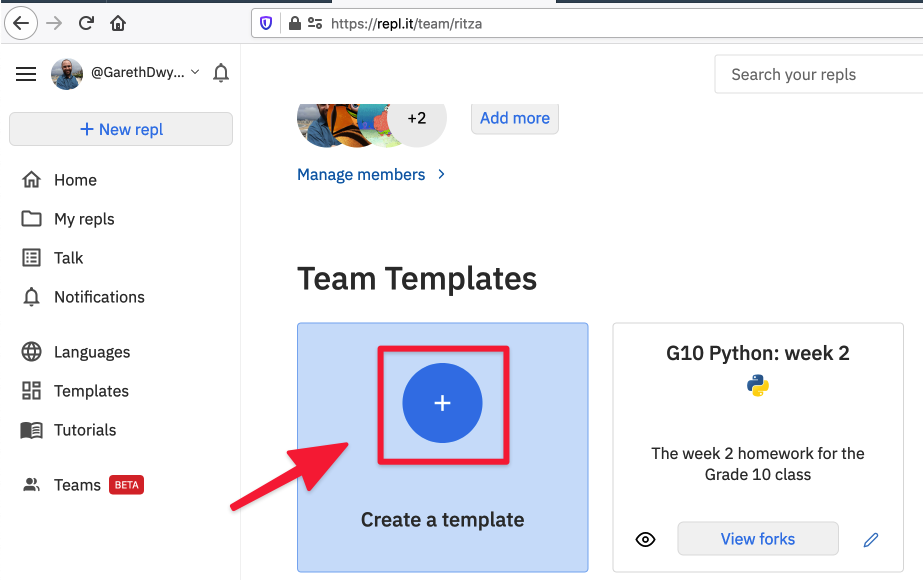 https://repl.it/team/ritza
@GarethDwy...
Search your repls
+ New repl
+2
Add more
Manage members
Home
My repls
Talk
Notifications
Languages
Templates
Tutorials
Teams BETA
Team Templates
+
Create a template
G10 Python: week 2
The week 2 homework for the
Grade 10 class
View forks